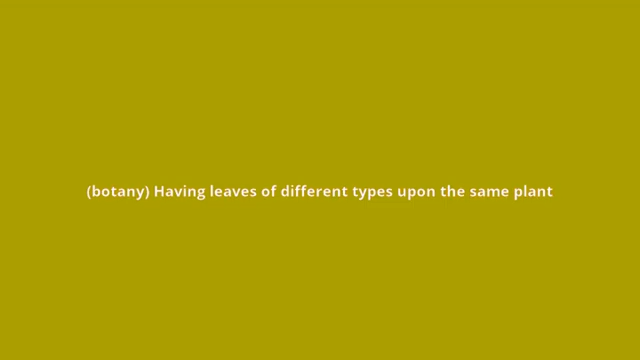 (botany) Having leaves of different types upon the same plant